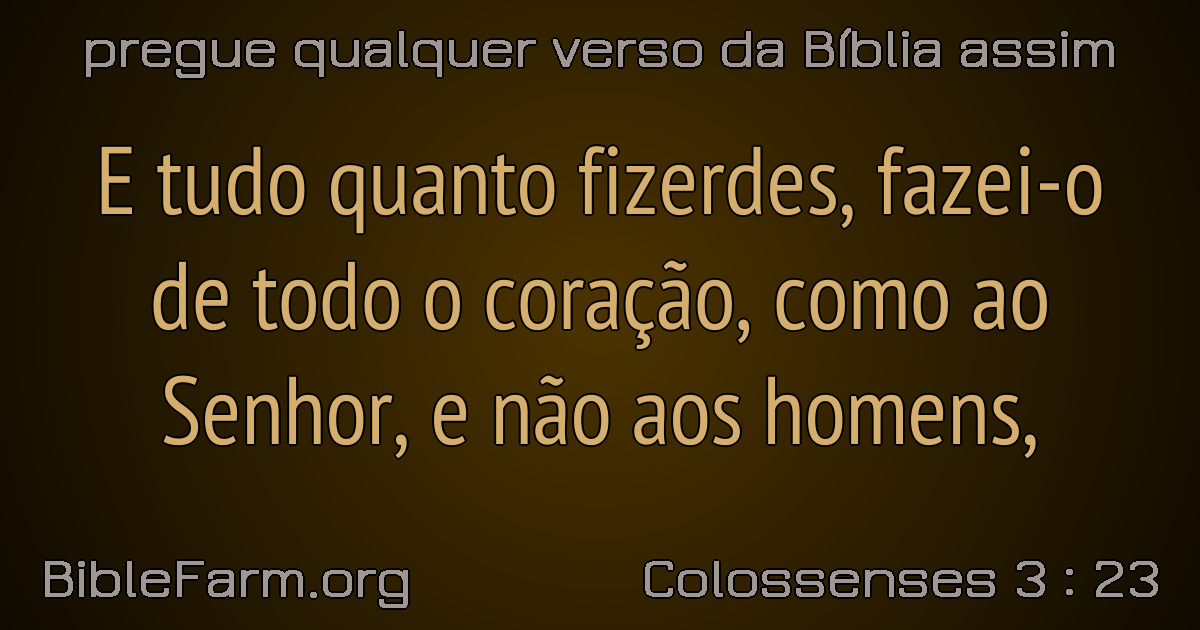 pregue qualquer verso da Bíblia assim
E tudo quanto fizerdes, fazei-o
de todo o coração, como ao
Senhor, e não aos homens,
BibleFarm.org
Colossenses 3 : 23